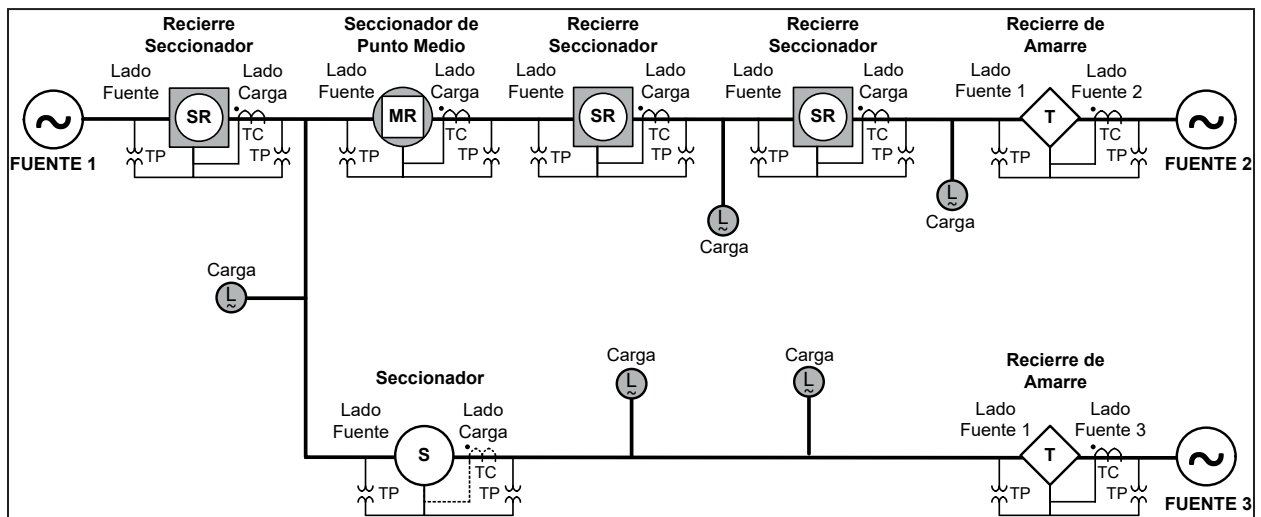 Recierre
Seccionador
Seccionador de
Punto Medio
Recierre
Seccionador
Recierre
Seccionador
Recierre de
Amarre
Lado
Fuente
Lado
Carga
Lado
Fuente
Lado
Carga
Lado
Fuente
Lado
Carga
Lado
Fuente
Lado
Carga
Lado
Fuente 1
Lado
Fuente 2
SR
MR
SR
SR
T
TC
TC
TC
TC
TC
TP
TP
TP
TP
TP
TP
TP
TP
TP
TP
FUENTE 1
FUENTE 2
L
Carga
L
Carga
Carga
L
Seccionador
Carga
L
Carga
L
Recierre de
Amarre
Lado
Fuente
Lado
Carga
Lado
Fuente 1
Lado
Fuente 3
S
T
TC
TC
TP
TP
TP
TP
FUENTE 3